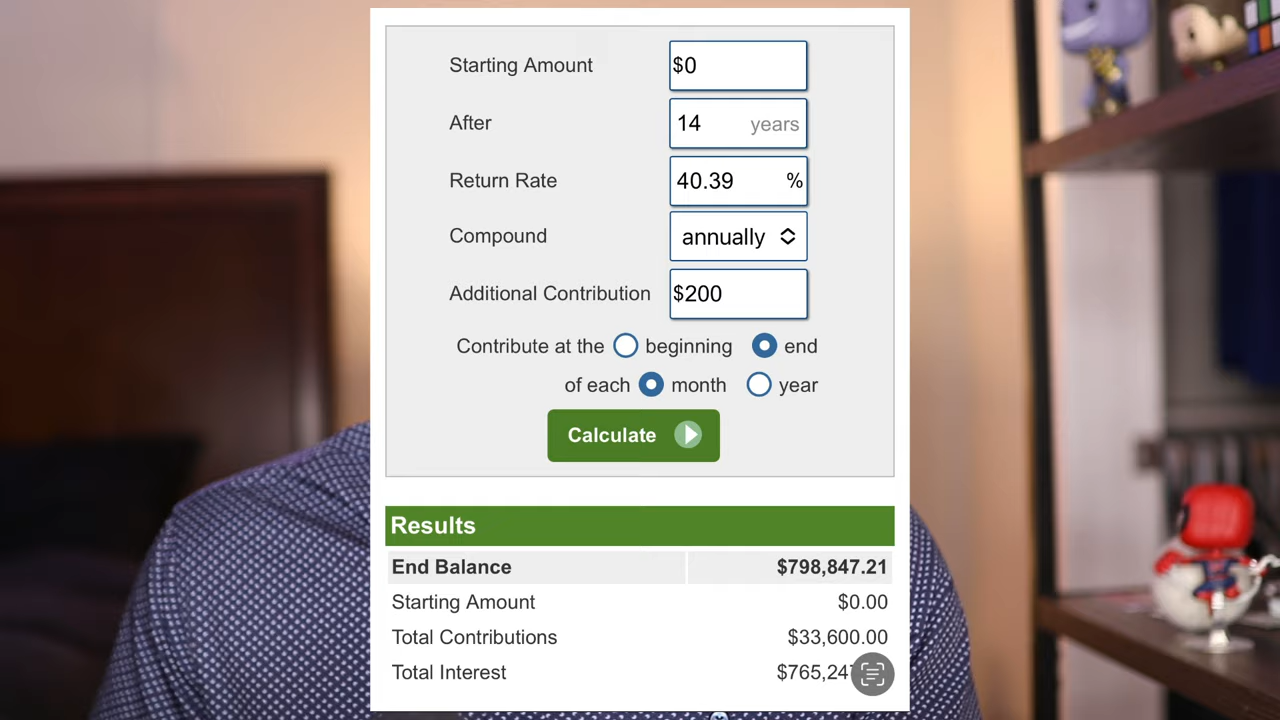 Starting Amount $0
After 14 years
Return Rate 40.39 %
Compound annually
Additional Contribution $200
Contribute at the beginning end
of each month year
Calculate
Results
End Balance $798,847.21
Starting Amount $0.00
Total Contributions $33,600.00
Total Interest